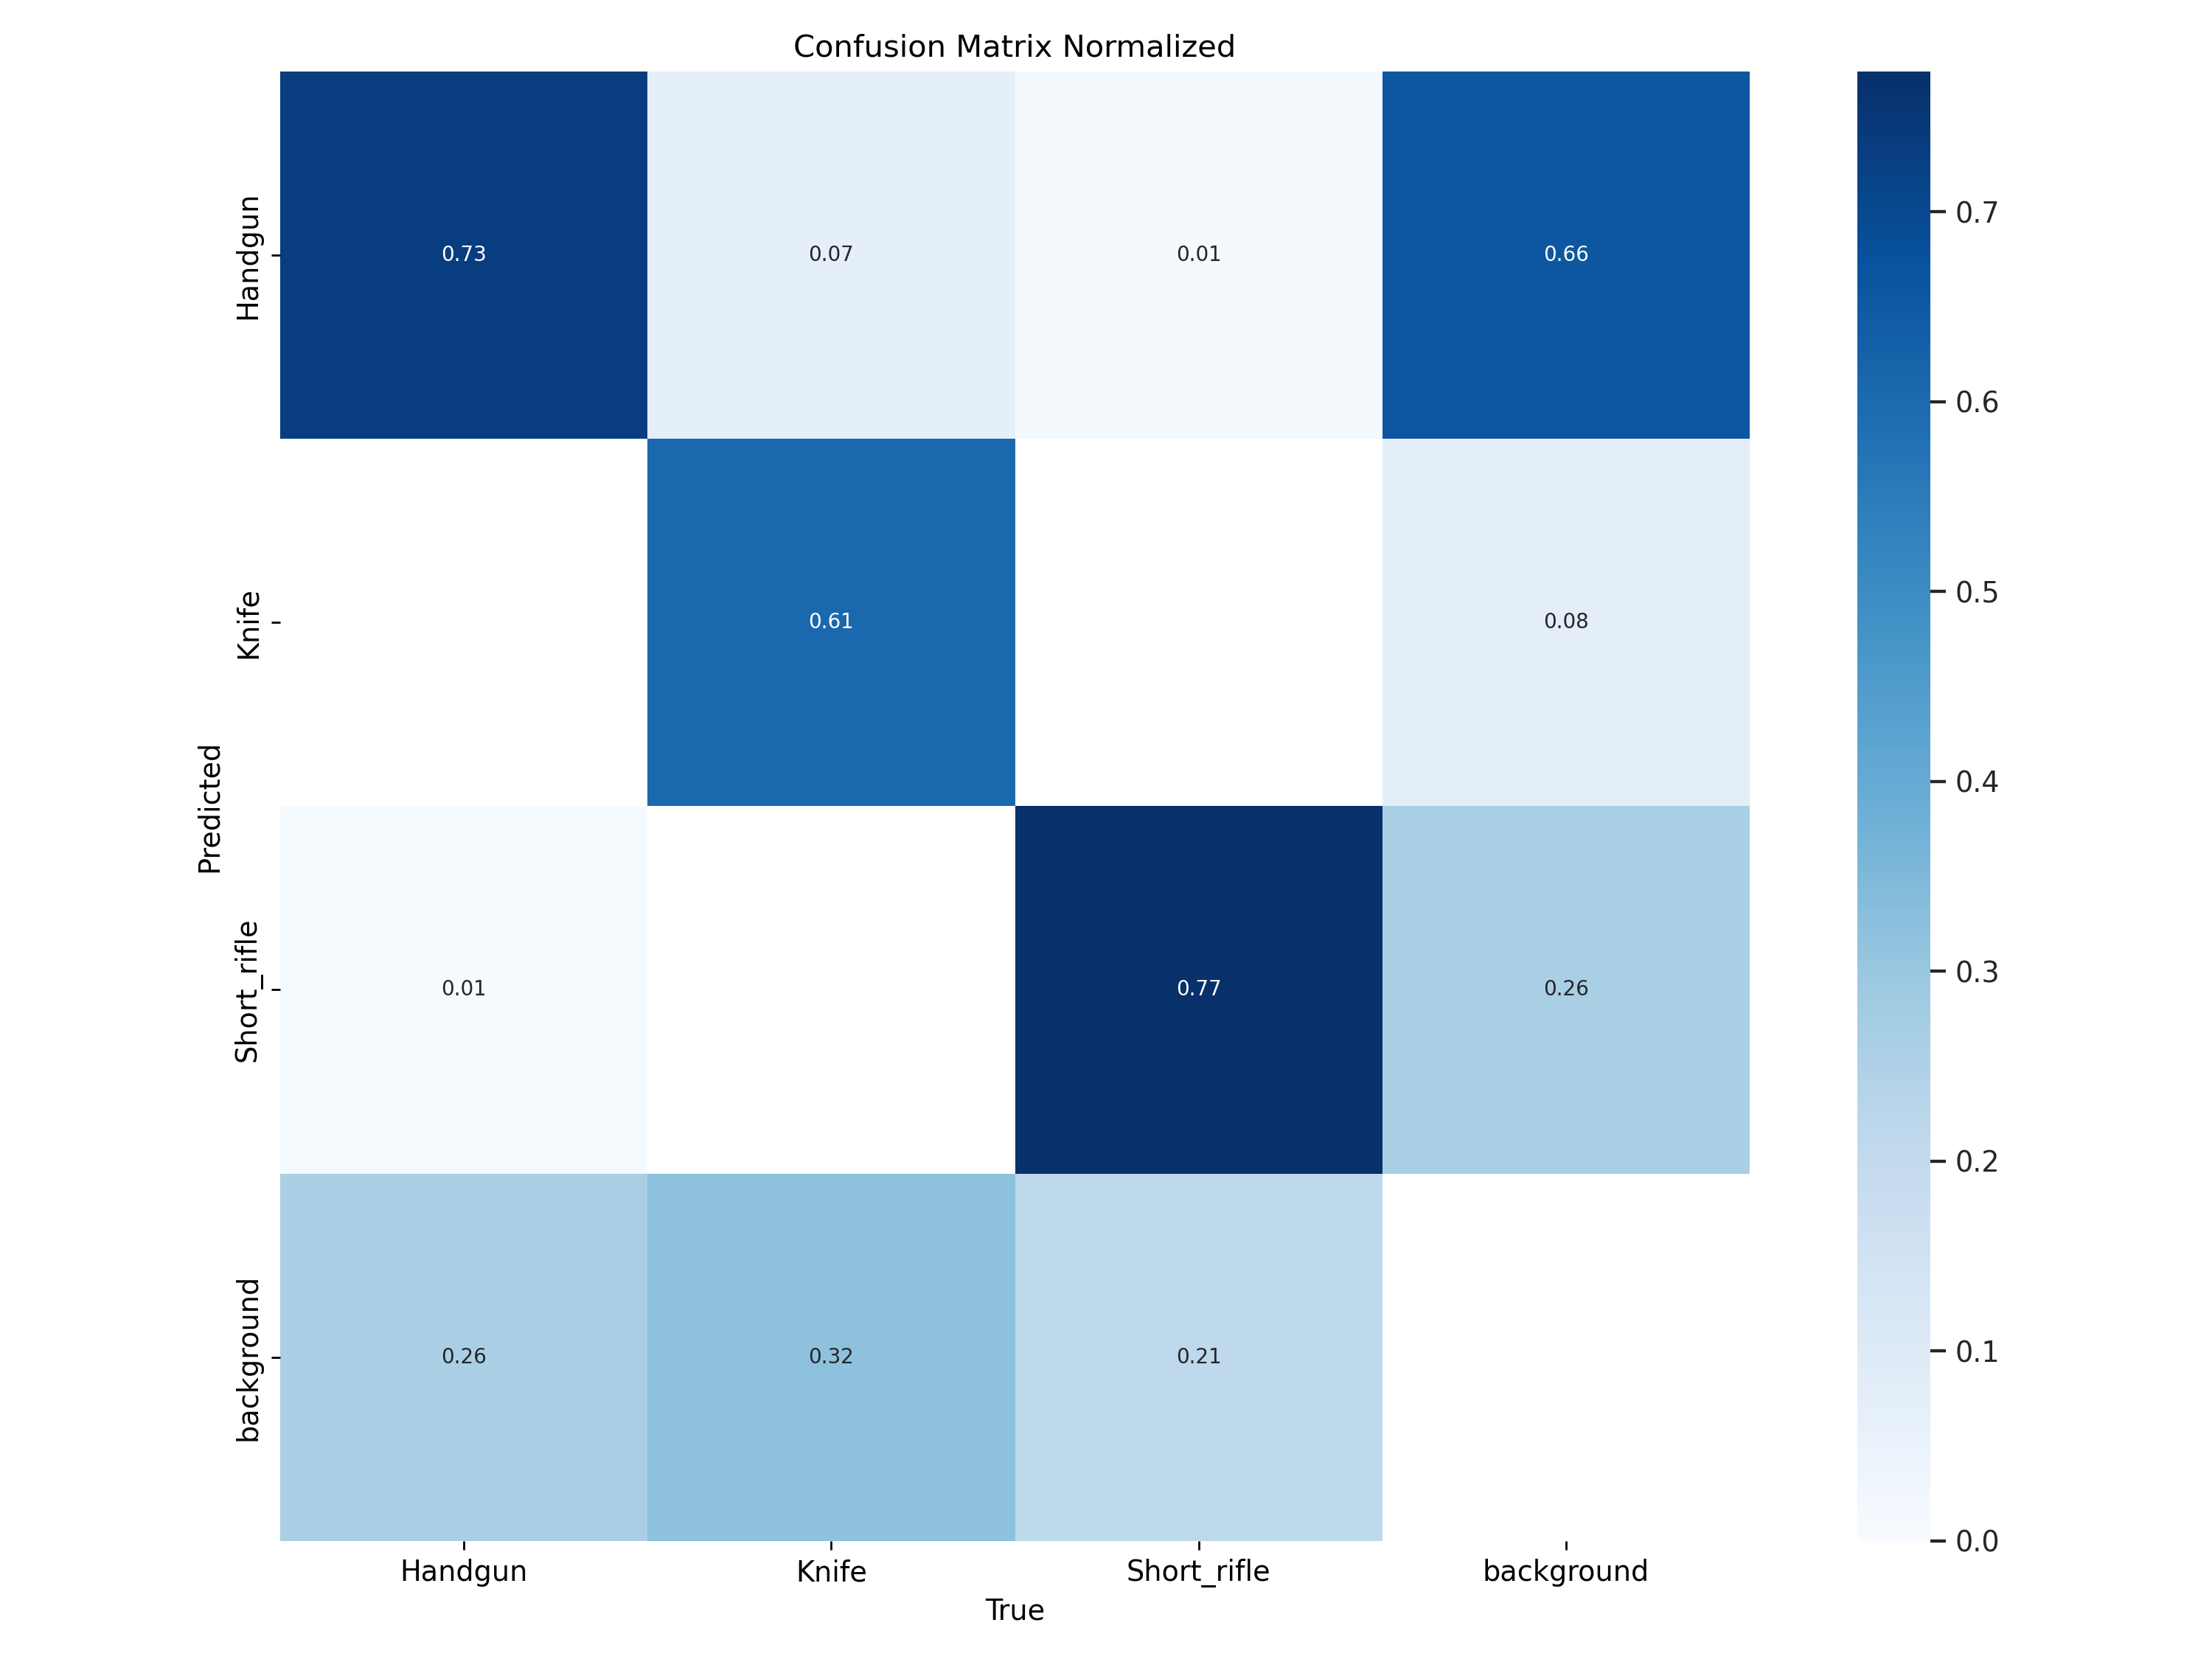 Confusion Matrix Normalized
Handgun
0.73
0.07
0.01
0.66
Knife
0.61
0.08
Short_rifle
0.01
0.77
0.26
background
0.26
0.32
0.21
Predicted
Handgun
Knife
Short_rifle
background
True
0.7
0.6
0.5
0.4
0.3
0.2
0.1
0.0